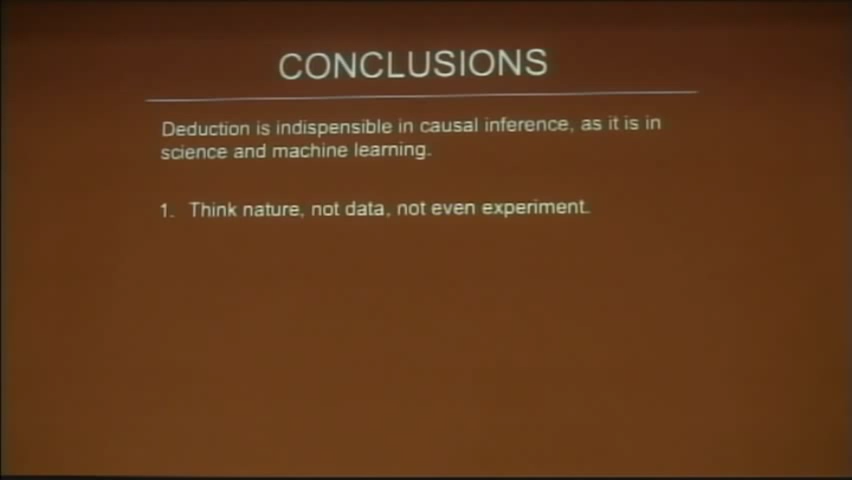 CONCLUSIONS
Deduction is indispensible in causal inference, as it is in
science and machine learning.
1. Think nature, not data, not even experiment.